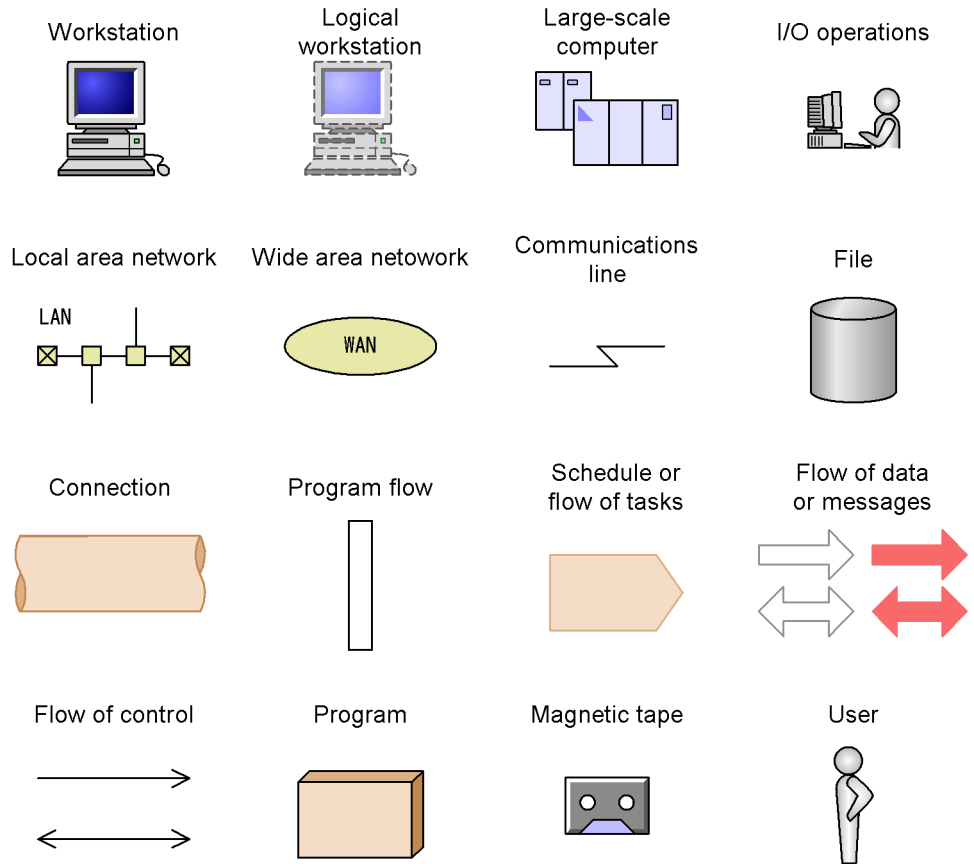 Workstation
Logical
workstation
Large-scale
computer
I/O operations
Local area network
Wide area netowork
Communications
line
File
LAN
WAN
Connection
Program flow
Schedule or
flow of tasks
Flow of data
or messages
Flow of control
Program
Magnetic tape
User